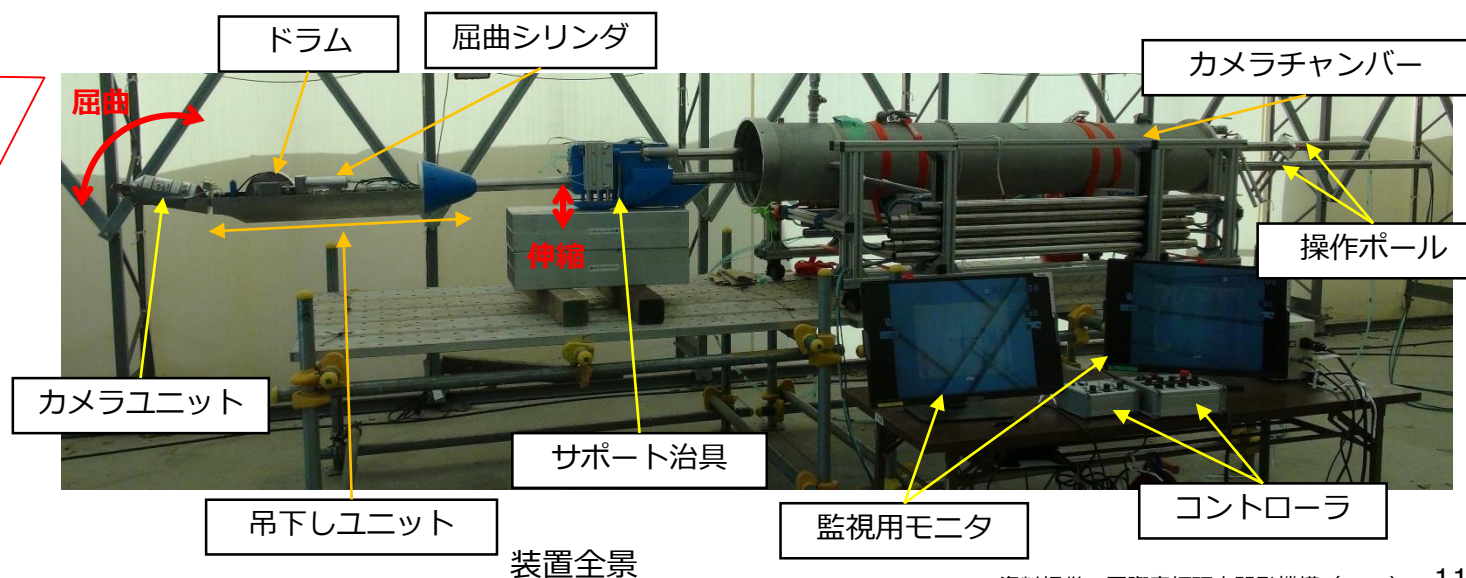 ドラム
屈曲シリンダ
カメラチャンバー
屈曲
伸縮
操作ポール
カメラユニット
サポート治具
吊下しユニット
監視用モニタ
コントローラ
装置全景
11